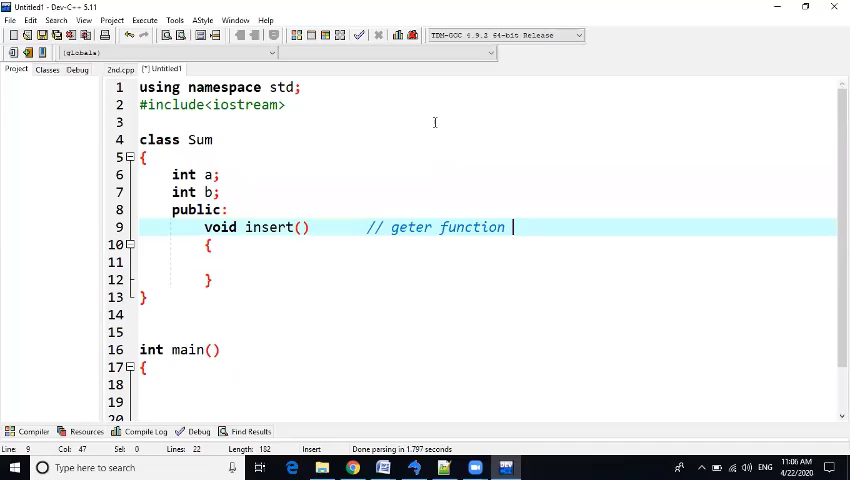 Untitled1 - Dev-C++ 5.11
File Edit Search View Project Execute Tools AStyle Window Help
TDM-GCC 4.9.2 64-bit Release
(globals)
Project Classes Debug 2nd.cpp [*] Untitled1
1 using namespace std;
2 #include<iostream>
3
4 class Sum
5 {
6 int a;
7 int b;
8 public:
9 void insert() // geter function
10 {
11
12 }
13 }
14
15
16 int main()
17 {
18
19
20
Compiler Resources Compile Log Debug Find Results
Line: 9 Col: 47 Sel: 0 Lines: 22 Length: 182 Insert Done parsing in 1.797 seconds
Type here to search
DEV
ENG
11:06 AM
4/22/2020